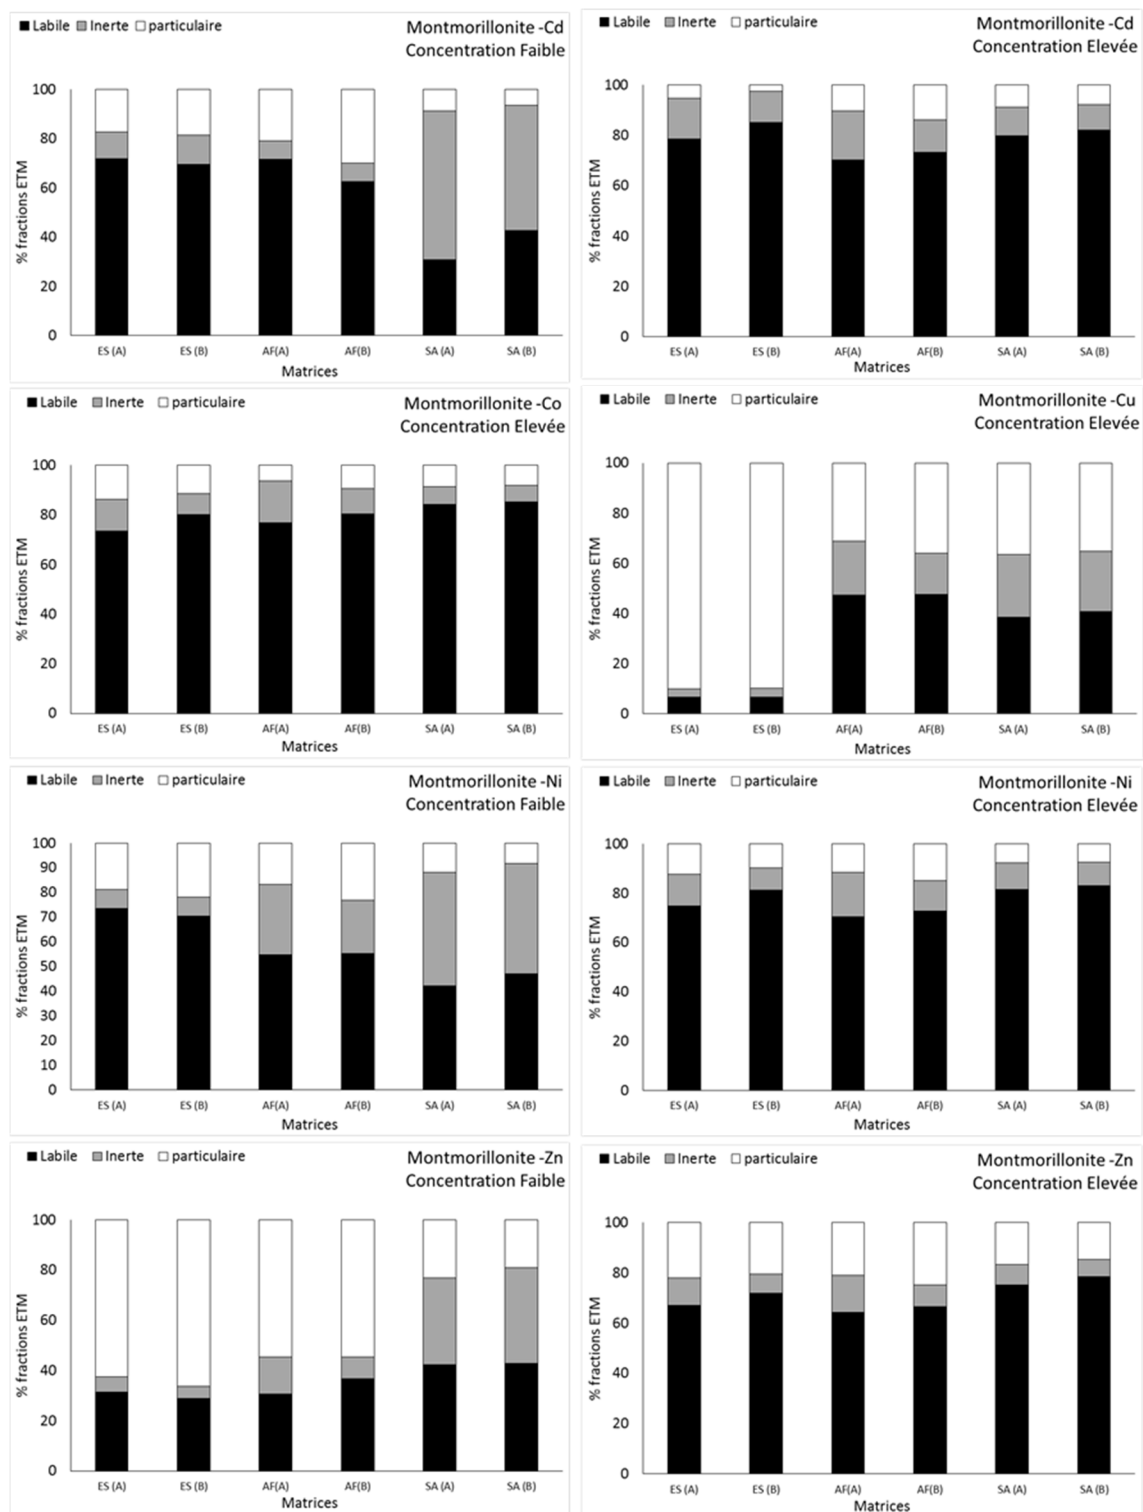 Labile Inerte particulaire
Montmorillonite -Cd
Concentration Faible
100
80
60
40
20
0
% fractions ETM
ES (A) ES (B) AF(A) AF(B) SA (A) SA (B)
Matrices
Labile Inerte particulaire
Montmorillonite -Cd
Concentration Elevée
100
80
60
40
20
0
% fractions ETM
ES (A) ES (B) AF(A) AF(B) SA (A) SA (B)
Matrices
Labile Inerte particulaire
Montmorillonite -Co
Concentration Elevée
100
80
60
40
20
0
% fractions ETM
ES (A) ES (B) AF(A) AF(B) SA (A) SA (B)
Matrices
Labile Inerte particulaire
Montmorillonite -Cu
Concentration Elevée
100
80
60
40
20
0
% fractions ETM
ES (A) ES (B) AF(A) AF(B) SA (A) SA (B)
Matrices
Labile Inerte particulaire
Montmorillonite -Ni
Concentration Faible
100
90
80
70
60
50
40
30
20
10
0
% fractions ETM
ES (A) ES (B) AF(A) AF(B) SA (A) SA (B)
Matrices
Labile Inerte particulaire
Montmorillonite -Ni
Concentration Elevée
100
80
60
40
20
0
% fractions ETM
ES (A) ES (B) AF(A) AF(B) SA (A) SA (B)
Matrices
Labile Inerte particulaire
Montmorillonite -Zn
Concentration Faible
100
80
60
40
20
0
% fractions ETM
ES (A) ES (B) AF(A) AF(B) SA (A) SA (B)
Matrices
Labile Inerte particulaire
Montmorillonite -Zn
Concentration Elevée
100
80
60
40
20
0
% fractions ETM
ES (A) ES (B) AF(A) AF(B) SA (A) SA (B)
Matrices